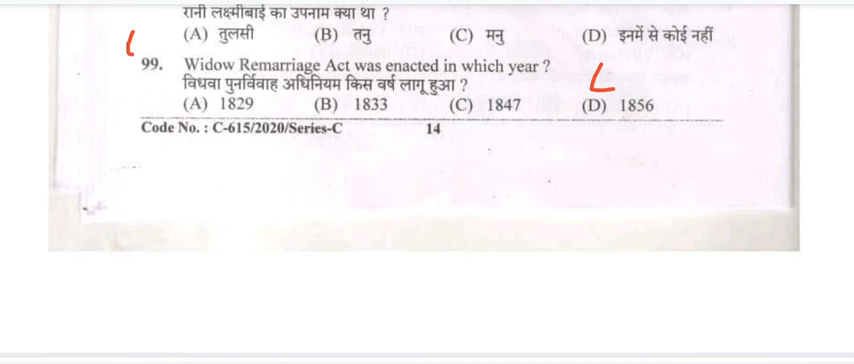 रानी लक्ष्मीबाई का उपनाम क्या था ?
(A) तुलसी (B) तनु (C) मनु (D) इनमें से कोई नहीं
99. Widow Remarriage Act was enacted in which year ?
विधवा पुनर्विवाह अधिनियम किस वर्ष लागू हुआ ?
(A) 1829 (B) 1833 (C) 1847 (D) 1856
Code No. : C-615/2020/Series-C 14